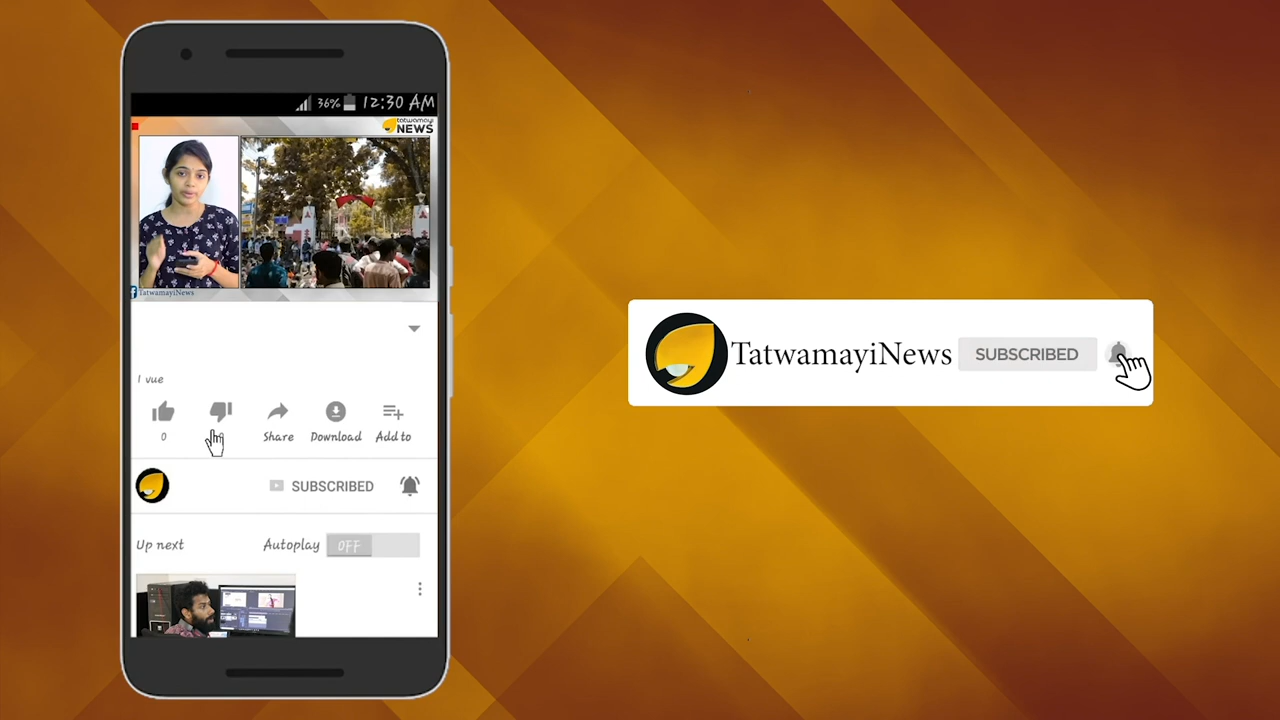 36% 12:30 AM
tatwamayi
NEWS
TatwamayiNews
1 vue
0
Share
Download
Add to
SUBSCRIBED
Up next
Autoplay
OFF
TatwamayiNews
SUBSCRIBED